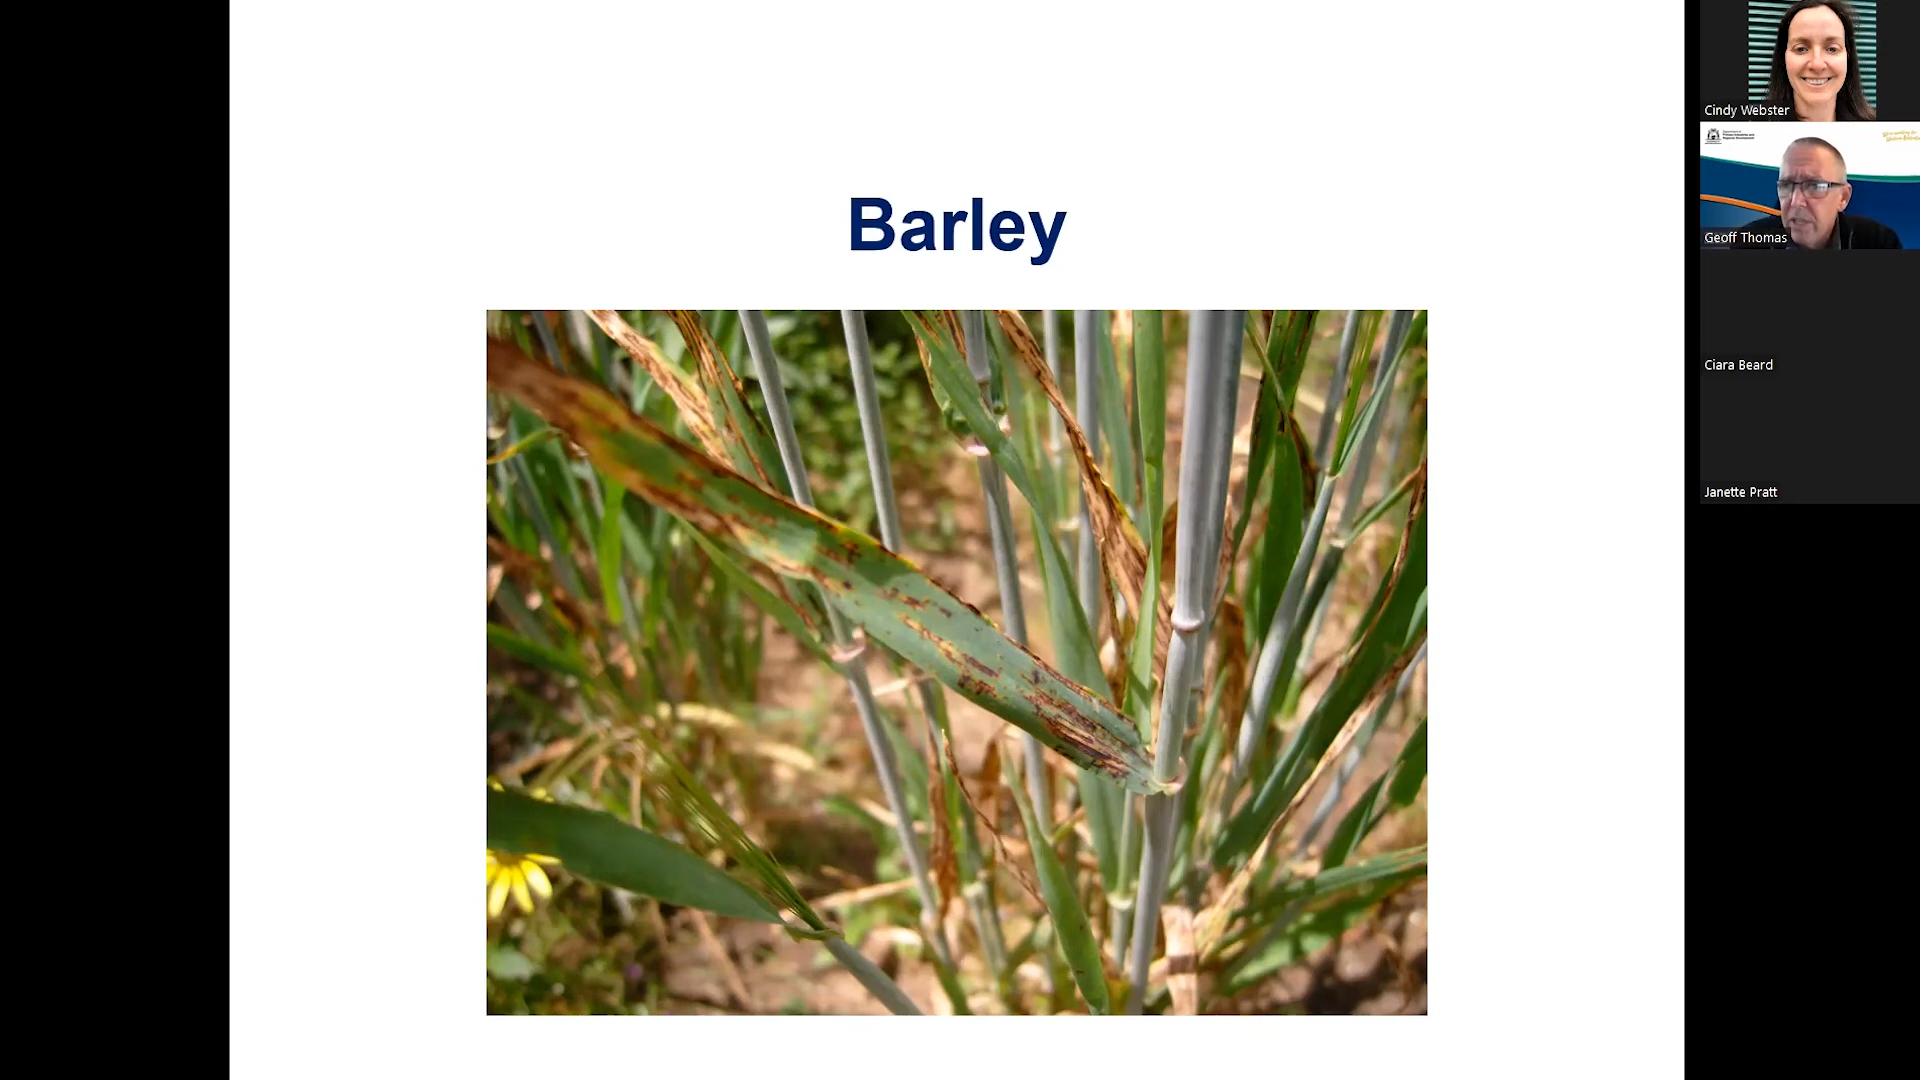 Barley
Cindy Webster
Geoff Thomas
Ciara Beard
Janette Pratt